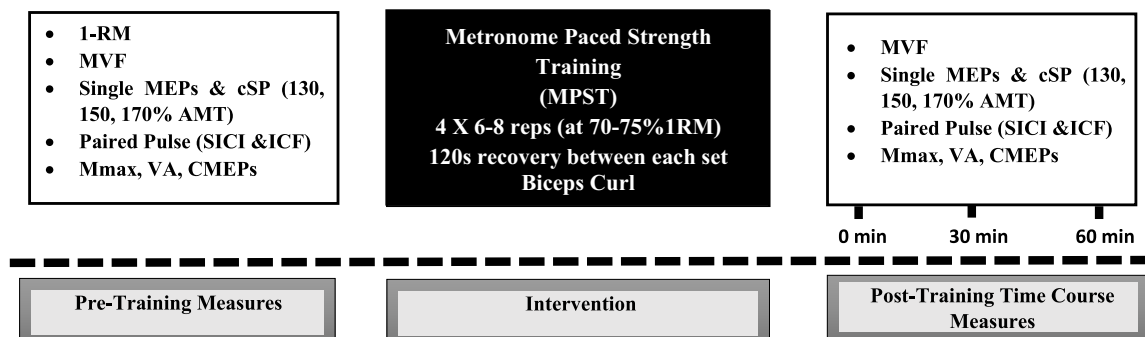 • 1-RM
• MVF
• Single MEPs & cSP (130,
150, 170% AMT)
• Paired Pulse (SICI &ICF)
• Mmax, VA, CMEPs
Metronome Paced Strength
Training
(MPST)
4 X 6-8 reps (at 70-75%1RM)
120s recovery between each set
Biceps Curl
• MVF
• Single MEPs & cSP (130,
150, 170% AMT)
• Paired Pulse (SICI &ICF)
• Mmax, VA, CMEPs
0 min
30 min
60 min
Pre-Training Measures
Intervention
Post-Training Time Course
Measures